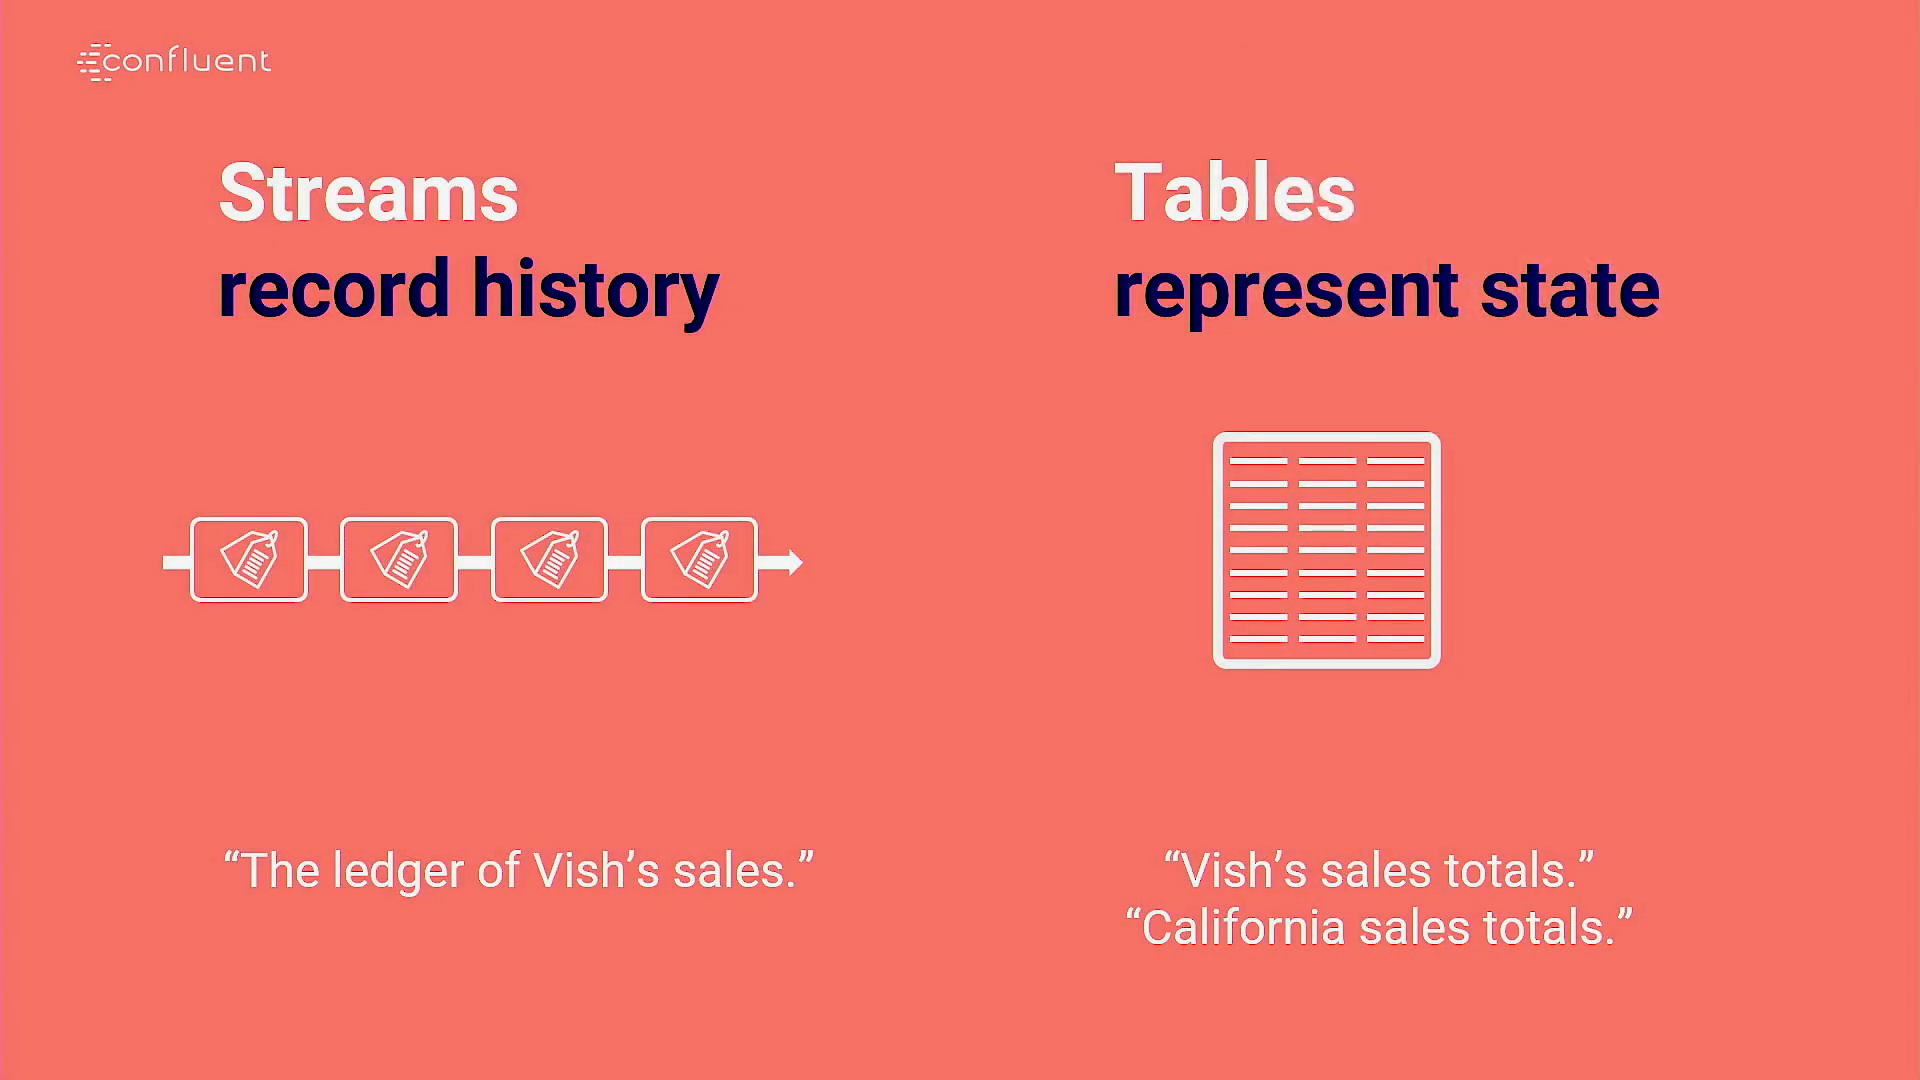 confluent
Streams
record history
Tables
represent state
“The ledger of Vish’s sales.”
“Vish’s sales totals.”
“California sales totals.”